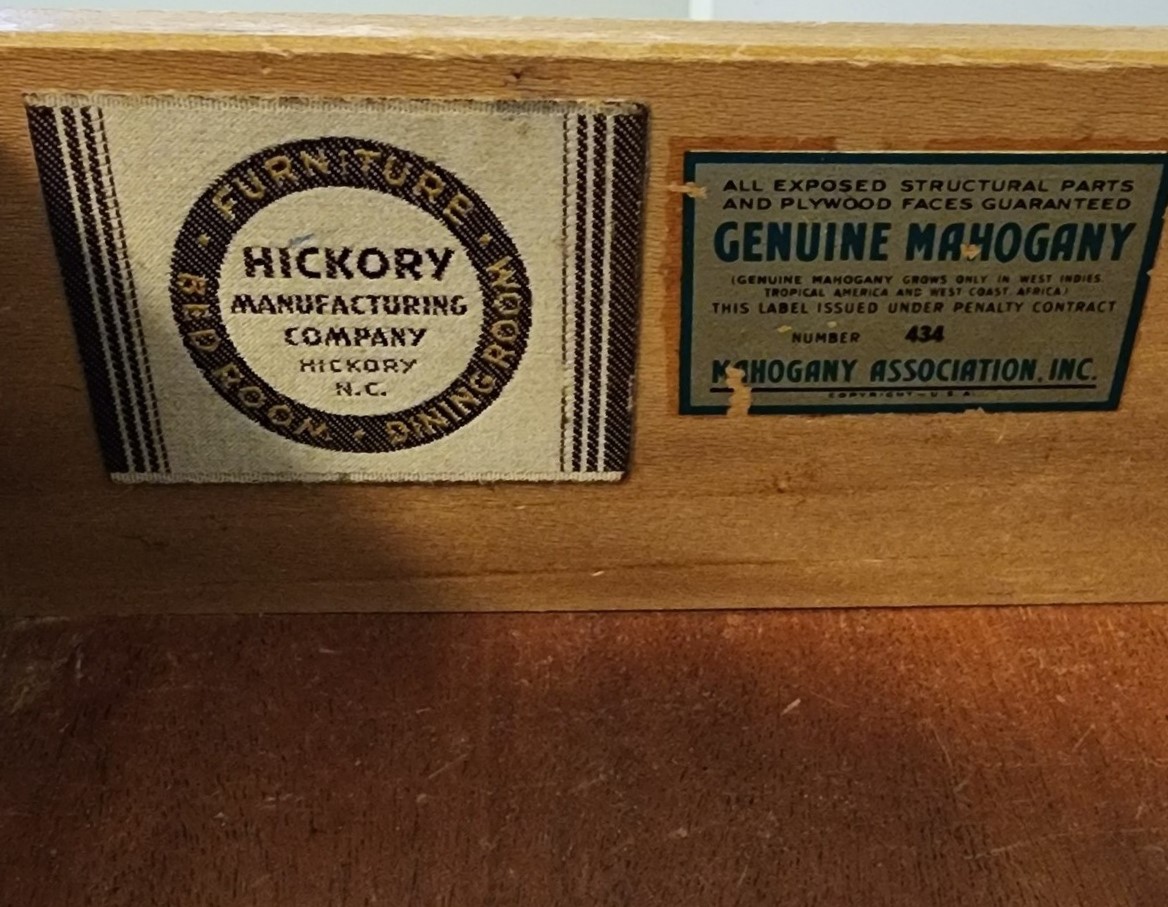 FURNITURE
BED ROOM • DINING ROOM
HICKORY
MANUFACTURING
COMPANY
HICKORY
N.C.
ALL EXPOSED STRUCTURAL PARTS
AND PLYWOOD FACES GUARANTEED
GENUINE MAHOGANY
(GENUINE MAHOGANY GROWS ONLY IN WEST INDIES,
TROPICAL AMERICA AND WEST COAST AFRICA)
THIS LABEL ISSUED UNDER PENALTY CONTRACT
NUMBER 434
MAHOGANY ASSOCIATION, INC.
COPYRIGHT—U.S.A.